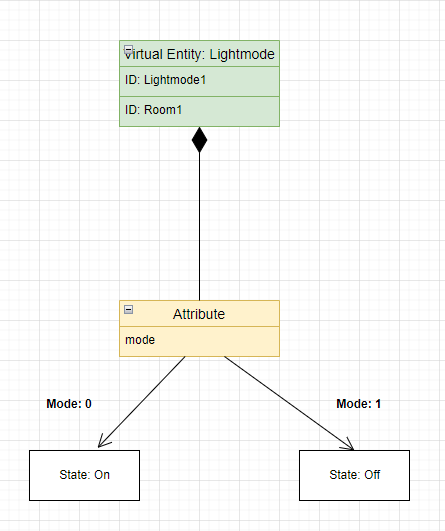 Virtual Entity: Lightmode
ID: Lightmode1
ID: Room1
Attribute
mode
Mode: 0
Mode: 1
State: On
State: Off